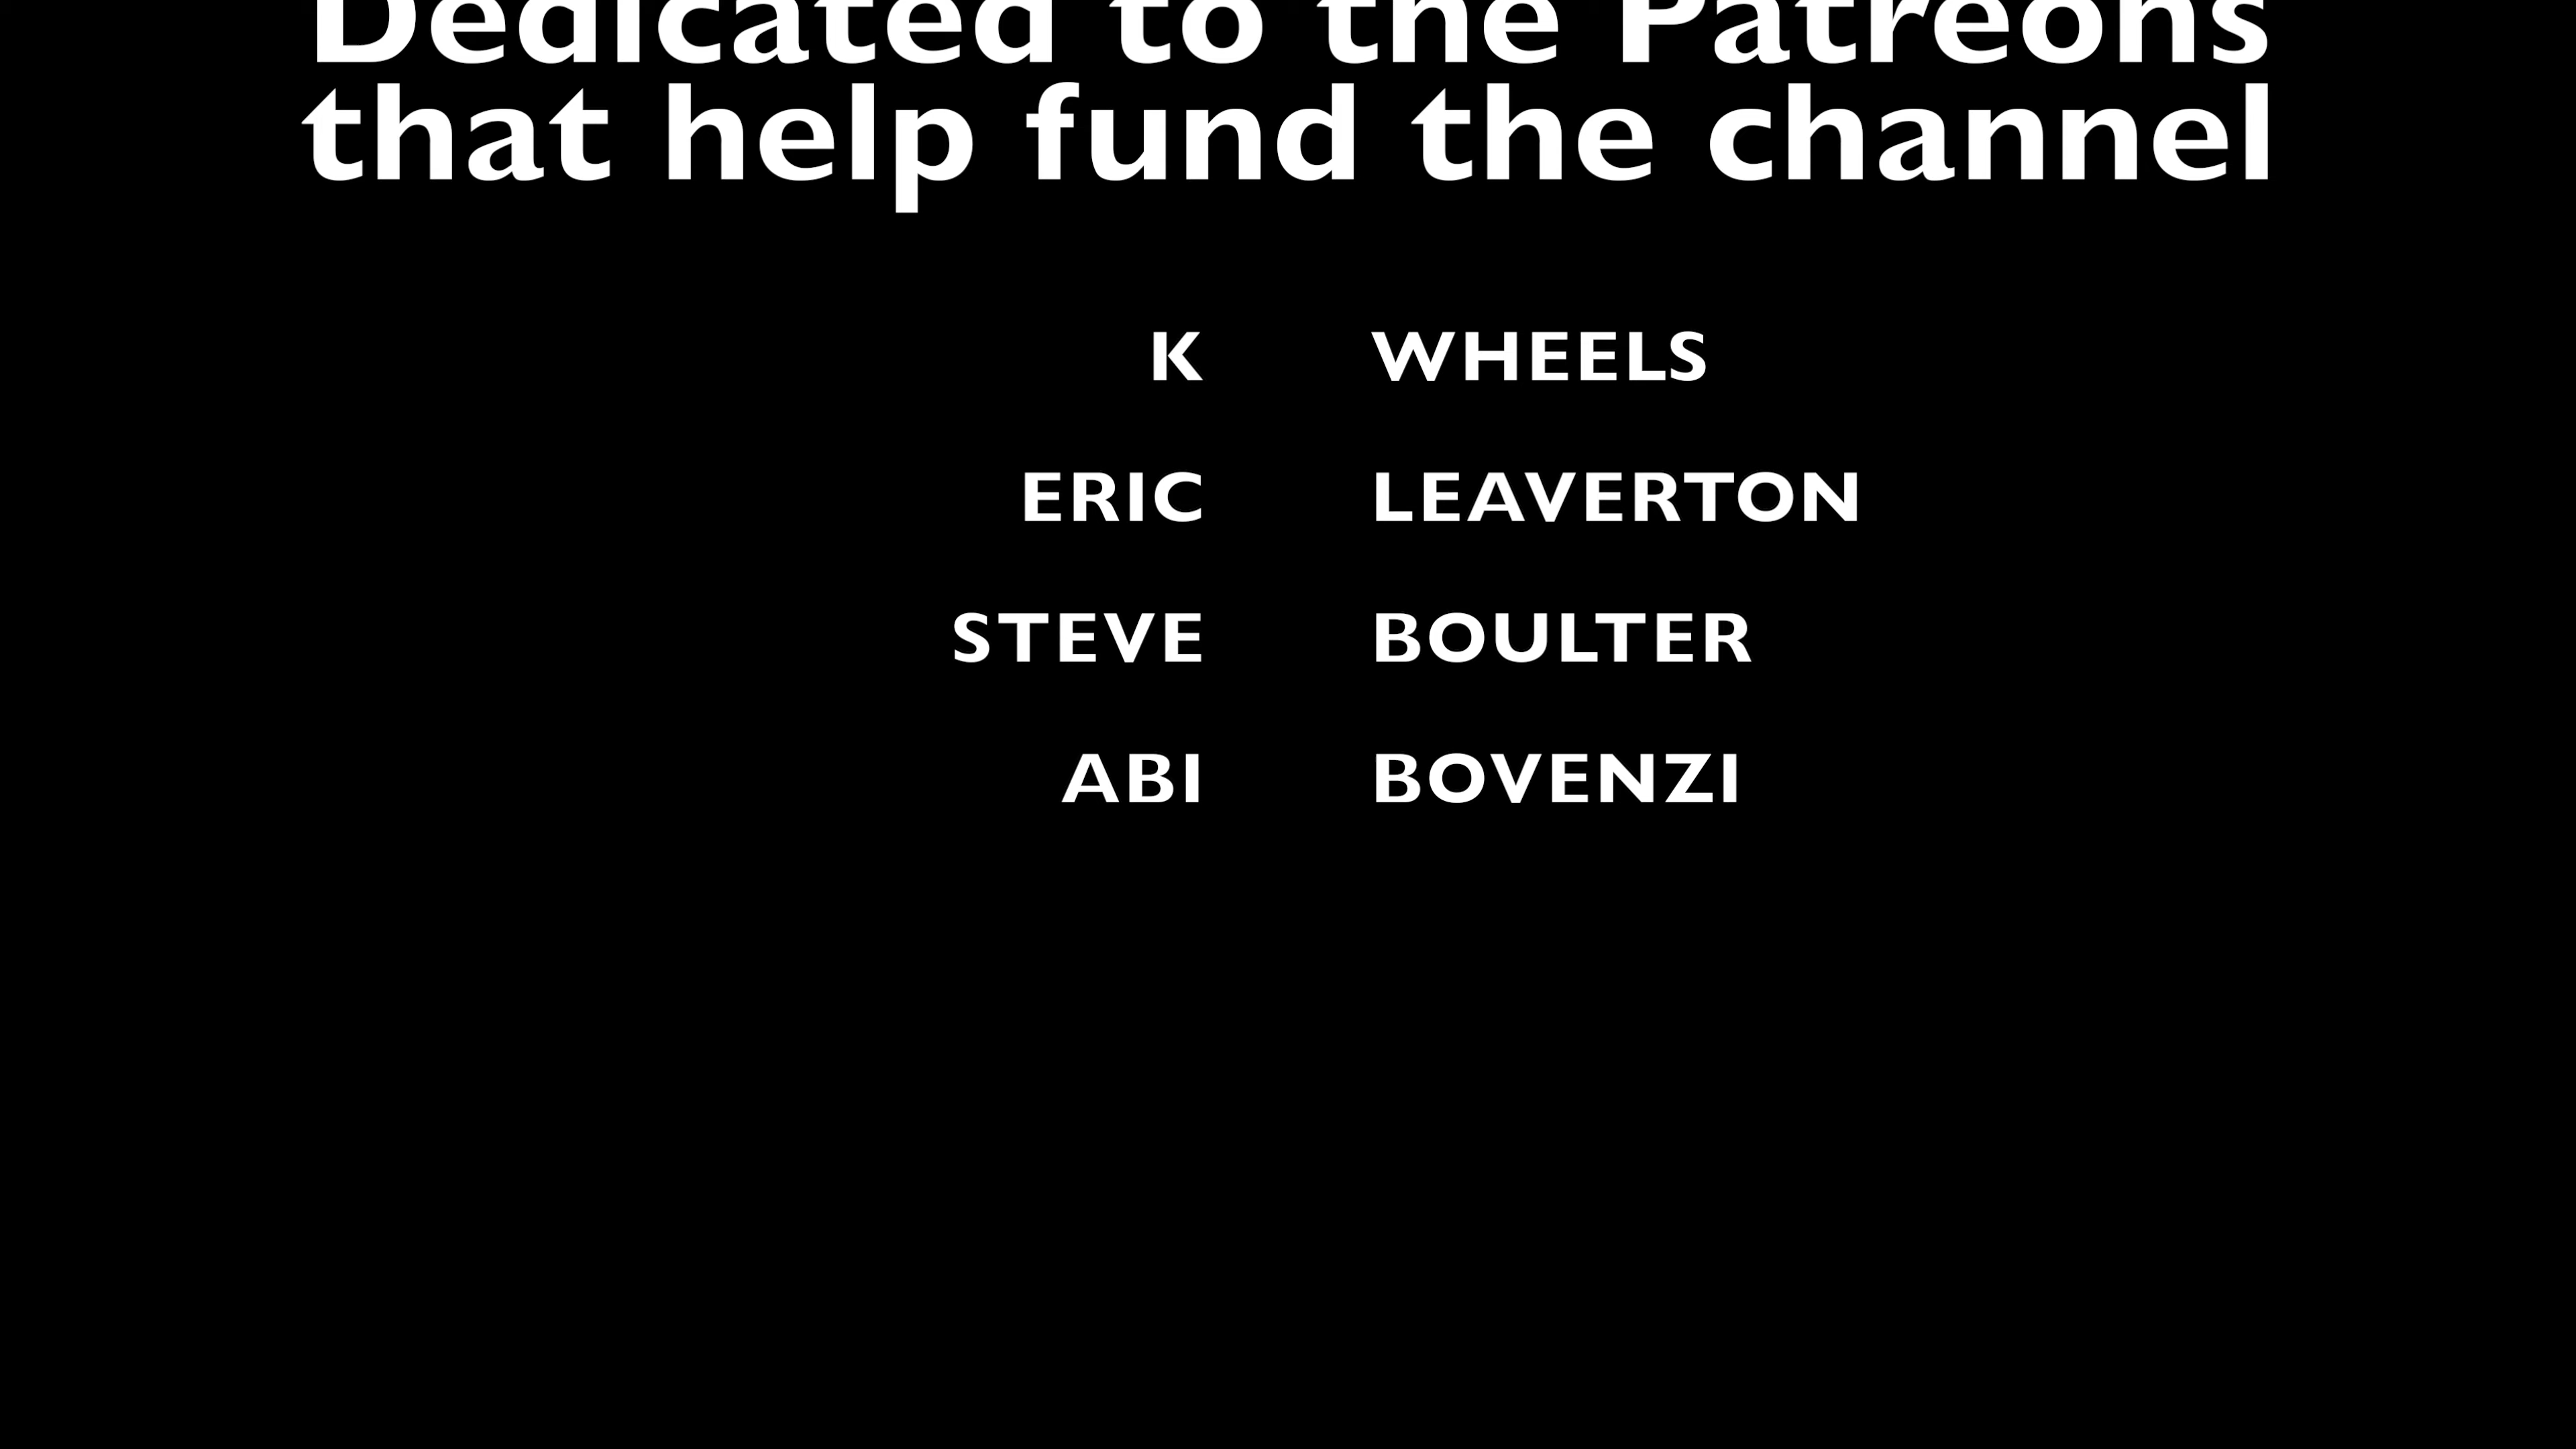 Dedicated to the Patreons
that help fund the channel
K WHEELS
ERIC LEAVERTON
STEVE BOULTER
ABI BOVENZI